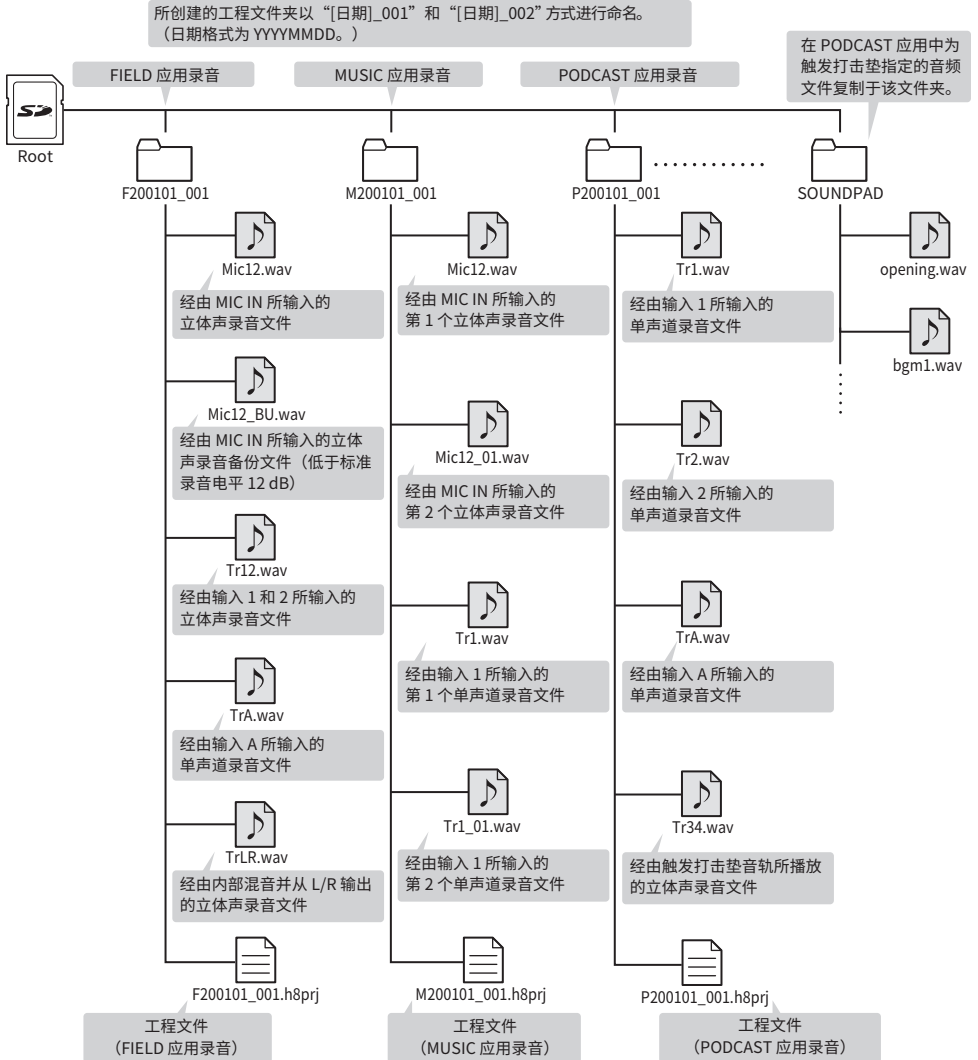 所创建的工程文件夹以“[日期]_001”和“[日期]_002”方式进行命名。
（日期格式为 YYYYMMDD。）
在 PODCAST 应用中为
触发打击垫指定的音频
文件复制于该文件夹。
FIELD 应用录音
MUSIC 应用录音
PODCAST 应用录音
SD
Root
F200101_001
M200101_001
P200101_001
SOUNDPAD
Mic12.wav
经由 MIC IN 所输入的
立体声录音文件
Mic12_BU.wav
经由 MIC IN 所输入的立体
声录音备份文件（低于标准
录音电平 12 dB）
Tr12.wav
经由输入 1 和 2 所输入的
立体声录音文件
TrA.wav
经由输入 A 所输入的
单声道录音文件
TrLR.wav
经由内部混音并从 L/R 输出
的立体声录音文件
F200101_001.h8prj
工程文件
（FIELD 应用录音）
Mic12.wav
经由 MIC IN 所输入的
第 1 个立体声录音文件
Mic12_01.wav
经由 MIC IN 所输入的
第 2 个立体声录音文件
Tr1.wav
经由输入 1 所输入的
第 1 个单声道录音文件
Tr1_01.wav
经由输入 1 所输入的
第 2 个单声道录音文件
M200101_001.h8prj
工程文件
（MUSIC 应用录音）
Tr1.wav
经由输入 1 所输入的
单声道录音文件
Tr2.wav
经由输入 2 所输入的
单声道录音文件
TrA.wav
经由输入 A 所输入的
单声道录音文件
Tr34.wav
经由触发打击垫音轨所播放
的立体声录音文件
P200101_001.h8prj
工程文件
（PODCAST 应用录音）
opening.wav
bgm1.wav